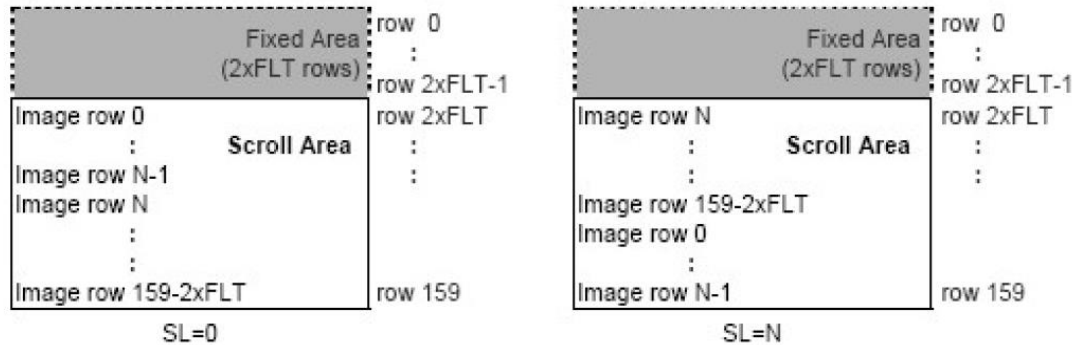 Fixed Area
(2xFLT rows)
row 0
:
row 2xFLT-1
Image row 0
row 2xFLT
:
Scroll Area
:
Image row N-1
:
Image row N
:
:
Image row 159-2xFLT
row 159
SL=0
Fixed Area
(2xFLT rows)
row 0
:
row 2xFLT-1
Image row N
row 2xFLT
:
Scroll Area
:
:
:
Image row 159-2xFLT
Image row 0
:
Image row N-1
row 159
SL=N